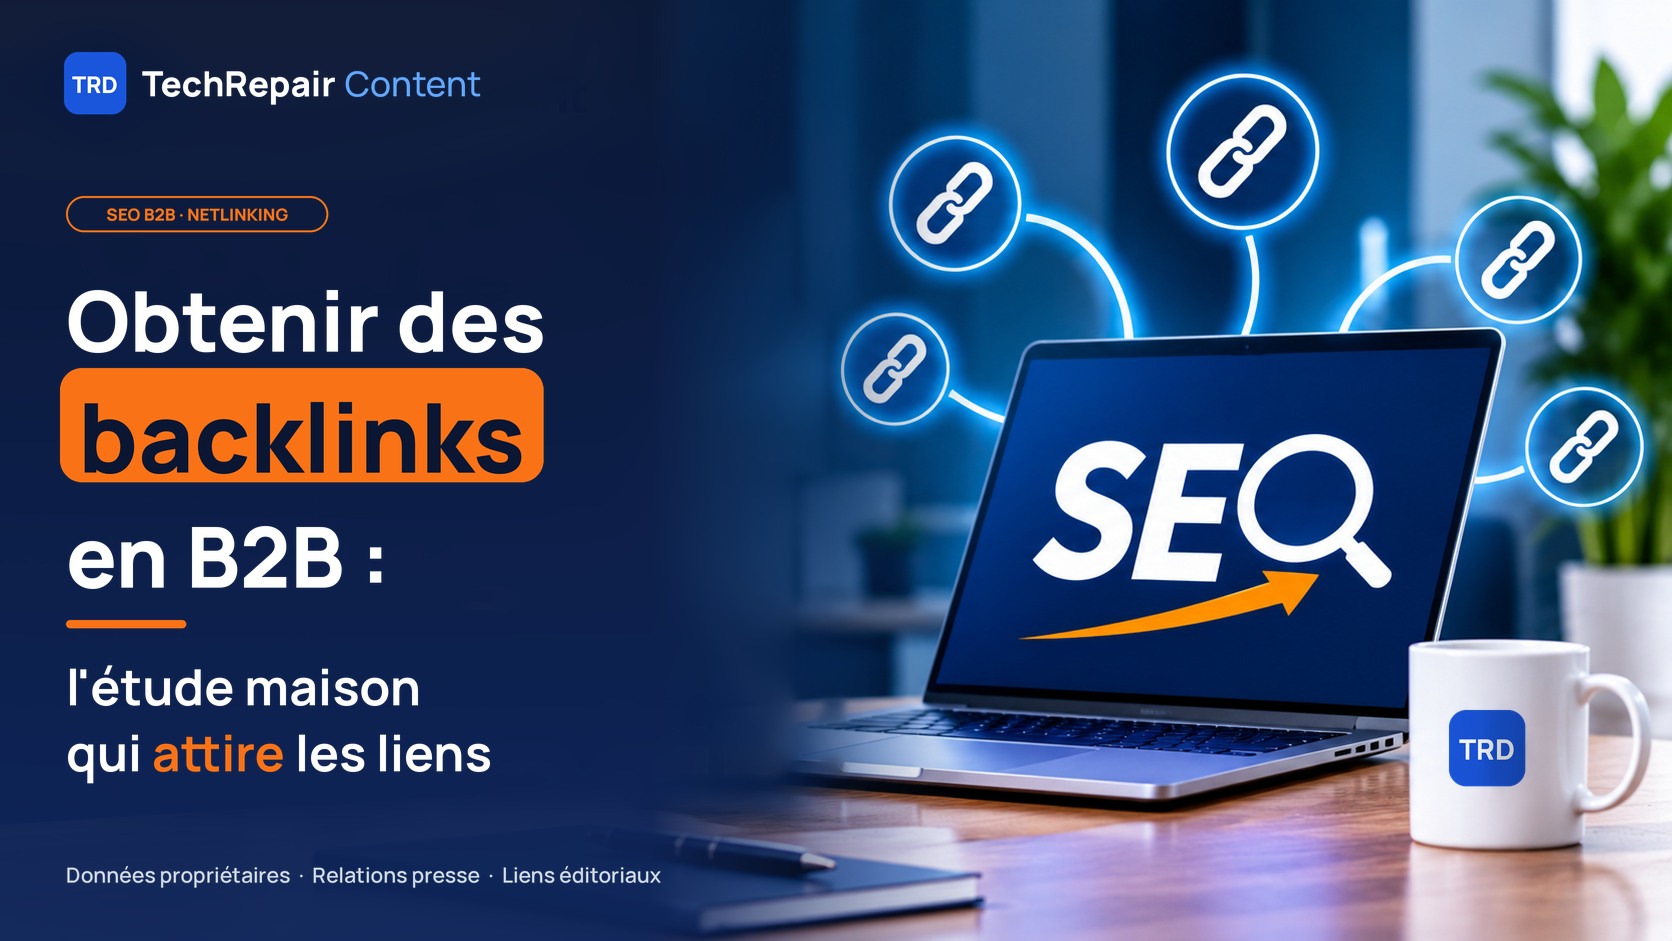 TRD TechRepair Content
SEO B2B · NETLINKING
Obtenir des
backlinks
en B2B :
l'étude maison
qui attire les liens
Données propriétaires · Relations presse · Liens éditoriaux
SEO
TRD